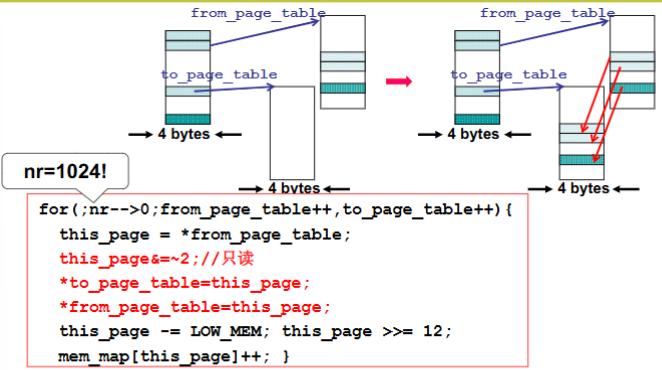 from_page_table
from_page_table
to_page_table
to_page_table
4 bytes
4 bytes
4 bytes
4 bytes
nr=1024!
for(;nr-->0;from_page_table++,to_page_table++){
this_page = *from_page_table;
this_page&=~2;//只读
*to_page_table=this_page;
*from_page_table=this_page;
this_page -= LOW_MEM; this_page >>= 12;
mem_map[this_page]++; }